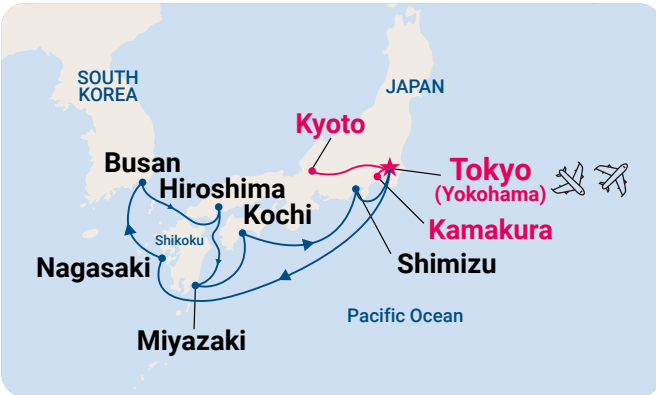 SOUTH
KOREA
JAPAN
Kyoto
Busan
Hiroshima
Tokyo
(Yokohama)
Kochi
Kamakura
Shikoku
Nagasaki
Shimizu
Pacific Ocean
Miyazaki